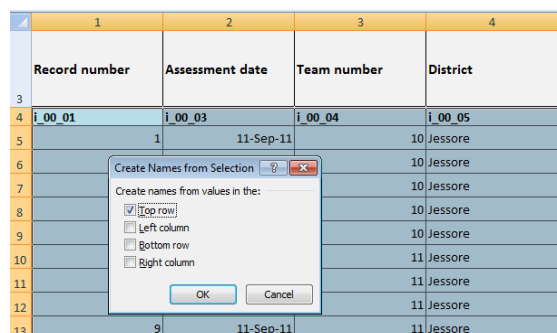 1 2 3 4
3 Record number Assessment date Team number District
4 i_00_01 i_00_03 i_00_04 i_00_05
5 1 11-Sep-11 10 Jessore
6 10 Jessore
7 10 Jessore
8 10 Jessore
9 10 Jessore
10 11 Jessore
11 11 Jessore
12 11 Jessore
13 9 11-Sep-11 11 Jessore
Create Names from Selection
Create names from values in the:
Top row
Left column
Bottom row
Right column
OK Cancel